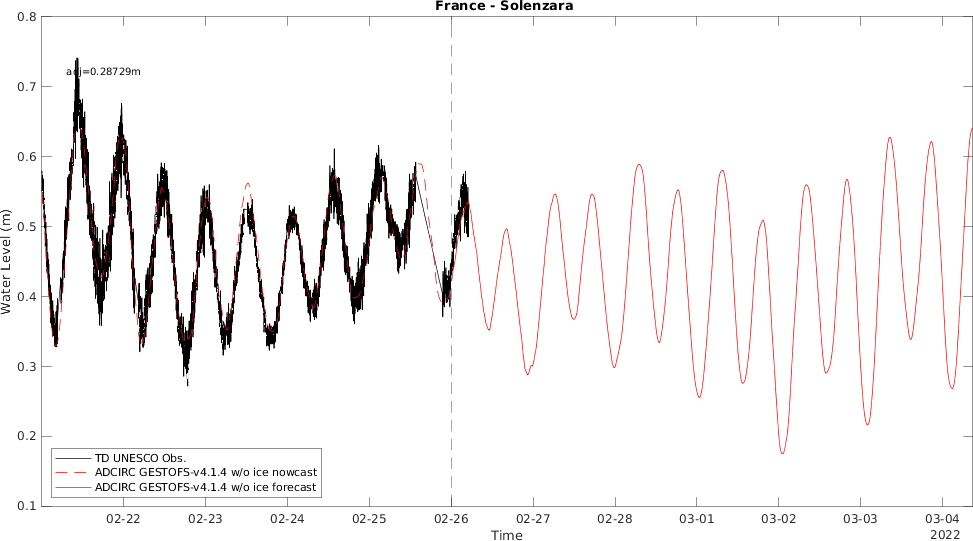 France - Solenzara
adj=0.28729m
0.8
0.7
0.6
0.5
0.4
0.3
0.2
0.1
Water Level (m)
TD UNESCO Obs.
ADCIRC GESTOFS-v4.1.4 w/o ice nowcast
ADCIRC GESTOFS-v4.1.4 w/o ice forecast
02-22 02-23 02-24 02-25 02-26 02-27 02-28 03-01 03-02 03-03 03-04
Time
2022